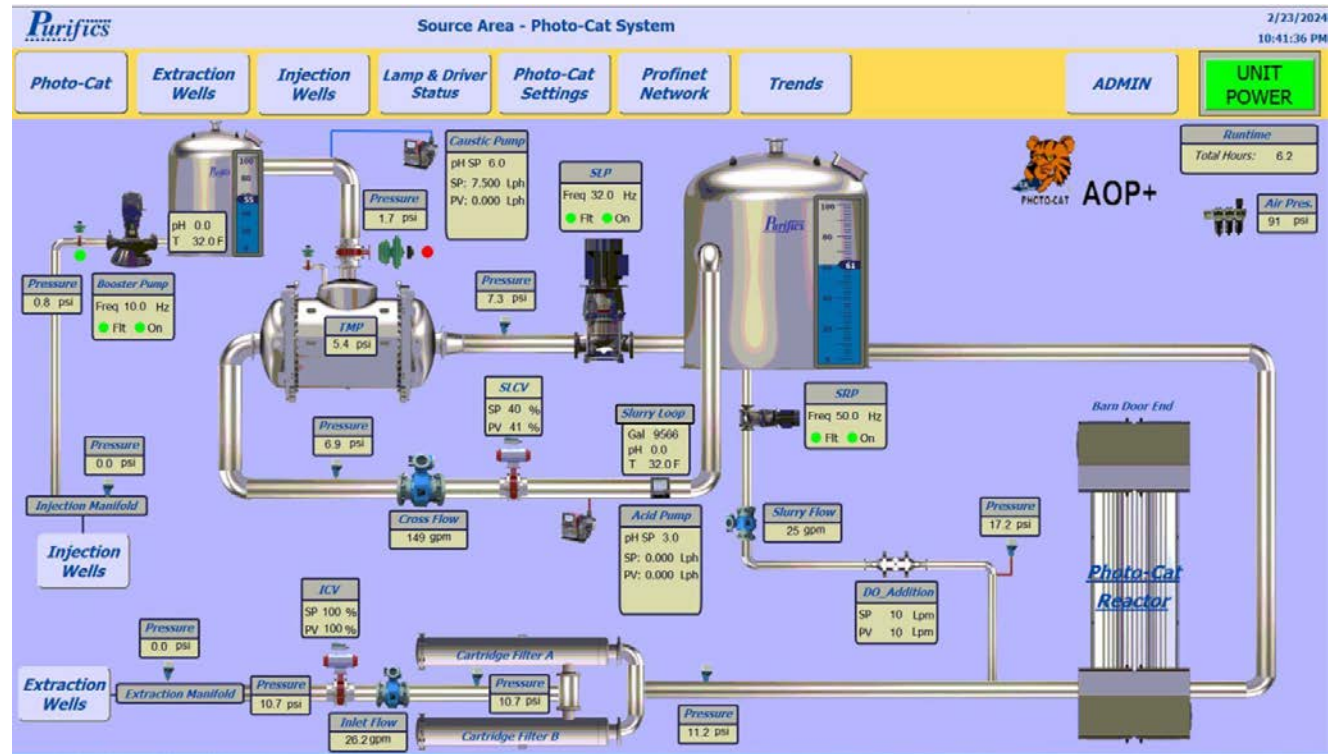 Purifics
Source Area - Photo-Cat System
2/23/2024
10:41:36 PM
Photo-Cat
Extraction
Wells
Injection
Wells
Lamp & Driver
Status
Photo-Cat
Settings
Profinet
Network
Trends
ADMIN
UNIT
POWER
Runtime
Total Hours: 6.2
Air Pres.
91 psi
PHOTO-CAT
AOP+
Caustic Pump
pH SP 6.0
SP: 7.500 Lph
PV: 0.000 Lph
SLP
Freq 32.0 Hz
Flt On
Purifics
100
80
55
pH 0.0
T 32.0 F
Pressure
1.7 psi
Purifics
100
80
61
Pressure
0.8 psi
Booster Pump
Freq 10.0 Hz
Flt On
TMP
5.4 psi
Pressure
7.3 psi
SLCV
SP 40 %
PV 41 %
Pressure
6.9 psi
Slurry Loop
Gal 9566
pH 0.0
T 32.0 F
SRP
Freq 50.0 Hz
Flt On
Barn Door End
Pressure
0.0 psi
Injection Manifold
Injection
Wells
Cross Flow
149 gpm
Acid Pump
pH SP 3.0
SP: 0.000 Lph
PV: 0.000 Lph
Slurry Flow
25 gpm
Pressure
17.2 psi
DO_Addition
SP 10 Lpm
PV 10 Lpm
Photo-Cat
Reactor
ICV
SP 100 %
PV 100 %
Pressure
0.0 psi
Extraction
Wells
Extraction Manifold
Pressure
10.7 psi
Inlet Flow
26.2 gpm
Cartridge Filter A
Pressure
10.7 psi
Cartridge Filter B
Pressure
11.2 psi